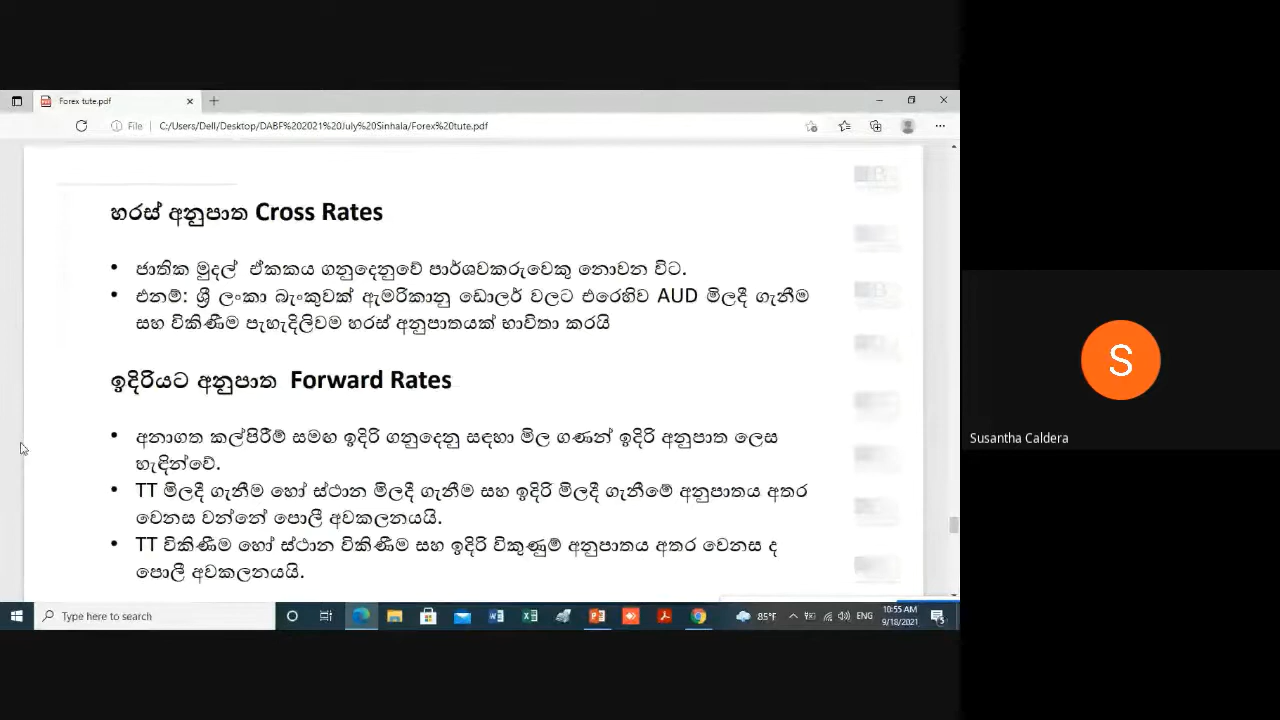 Forex tute.pdf
File
C:/Users/Dell/Desktop/DABF%202021%20July%20Sinhala/Forex%20tute.pdf
හරස් අනුපාත Cross Rates
• ජාතික මුදල් ඒකකය ගනුදෙනුවේ පාර්ශවකරුවෙකු නොවන විට.
• එනම්: ශ්‍රී ලංකා බැංකුවක් ඇමරිකානු ඩොලර් වලට එරෙහිව AUD මිලදී ගැනීම
සහ විකිණීම පැහැදිලිවම හරස් අනුපාතයක් භාවිතා කරයි
ඉදිරියට අනුපාත Forward Rates
• අනාගත කල්පිරීම් සමඟ ඉදිරි ගනුදෙනු සඳහා මිල ගණන් ඉදිරි අනුපාත ලෙස
හැඳින්වේ.
• TT මිලදී ගැනීම හෝ ස්ථාන මිලදී ගැනීම සහ ඉදිරි මිලදී ගැනීමේ අනුපාතය අතර
වෙනස වන්නේ පොලී අවකලනයයි.
• TT විකිණීම හෝ ස්ථාන විකිණීම සහ ඉදිරි විකුණුම් අනුපාතය අතර වෙනස ද
පොලී අවකලනයයි.
S
Susantha Caldera
Type here to search
85°F
ENG
10:55 AM
9/18/2021